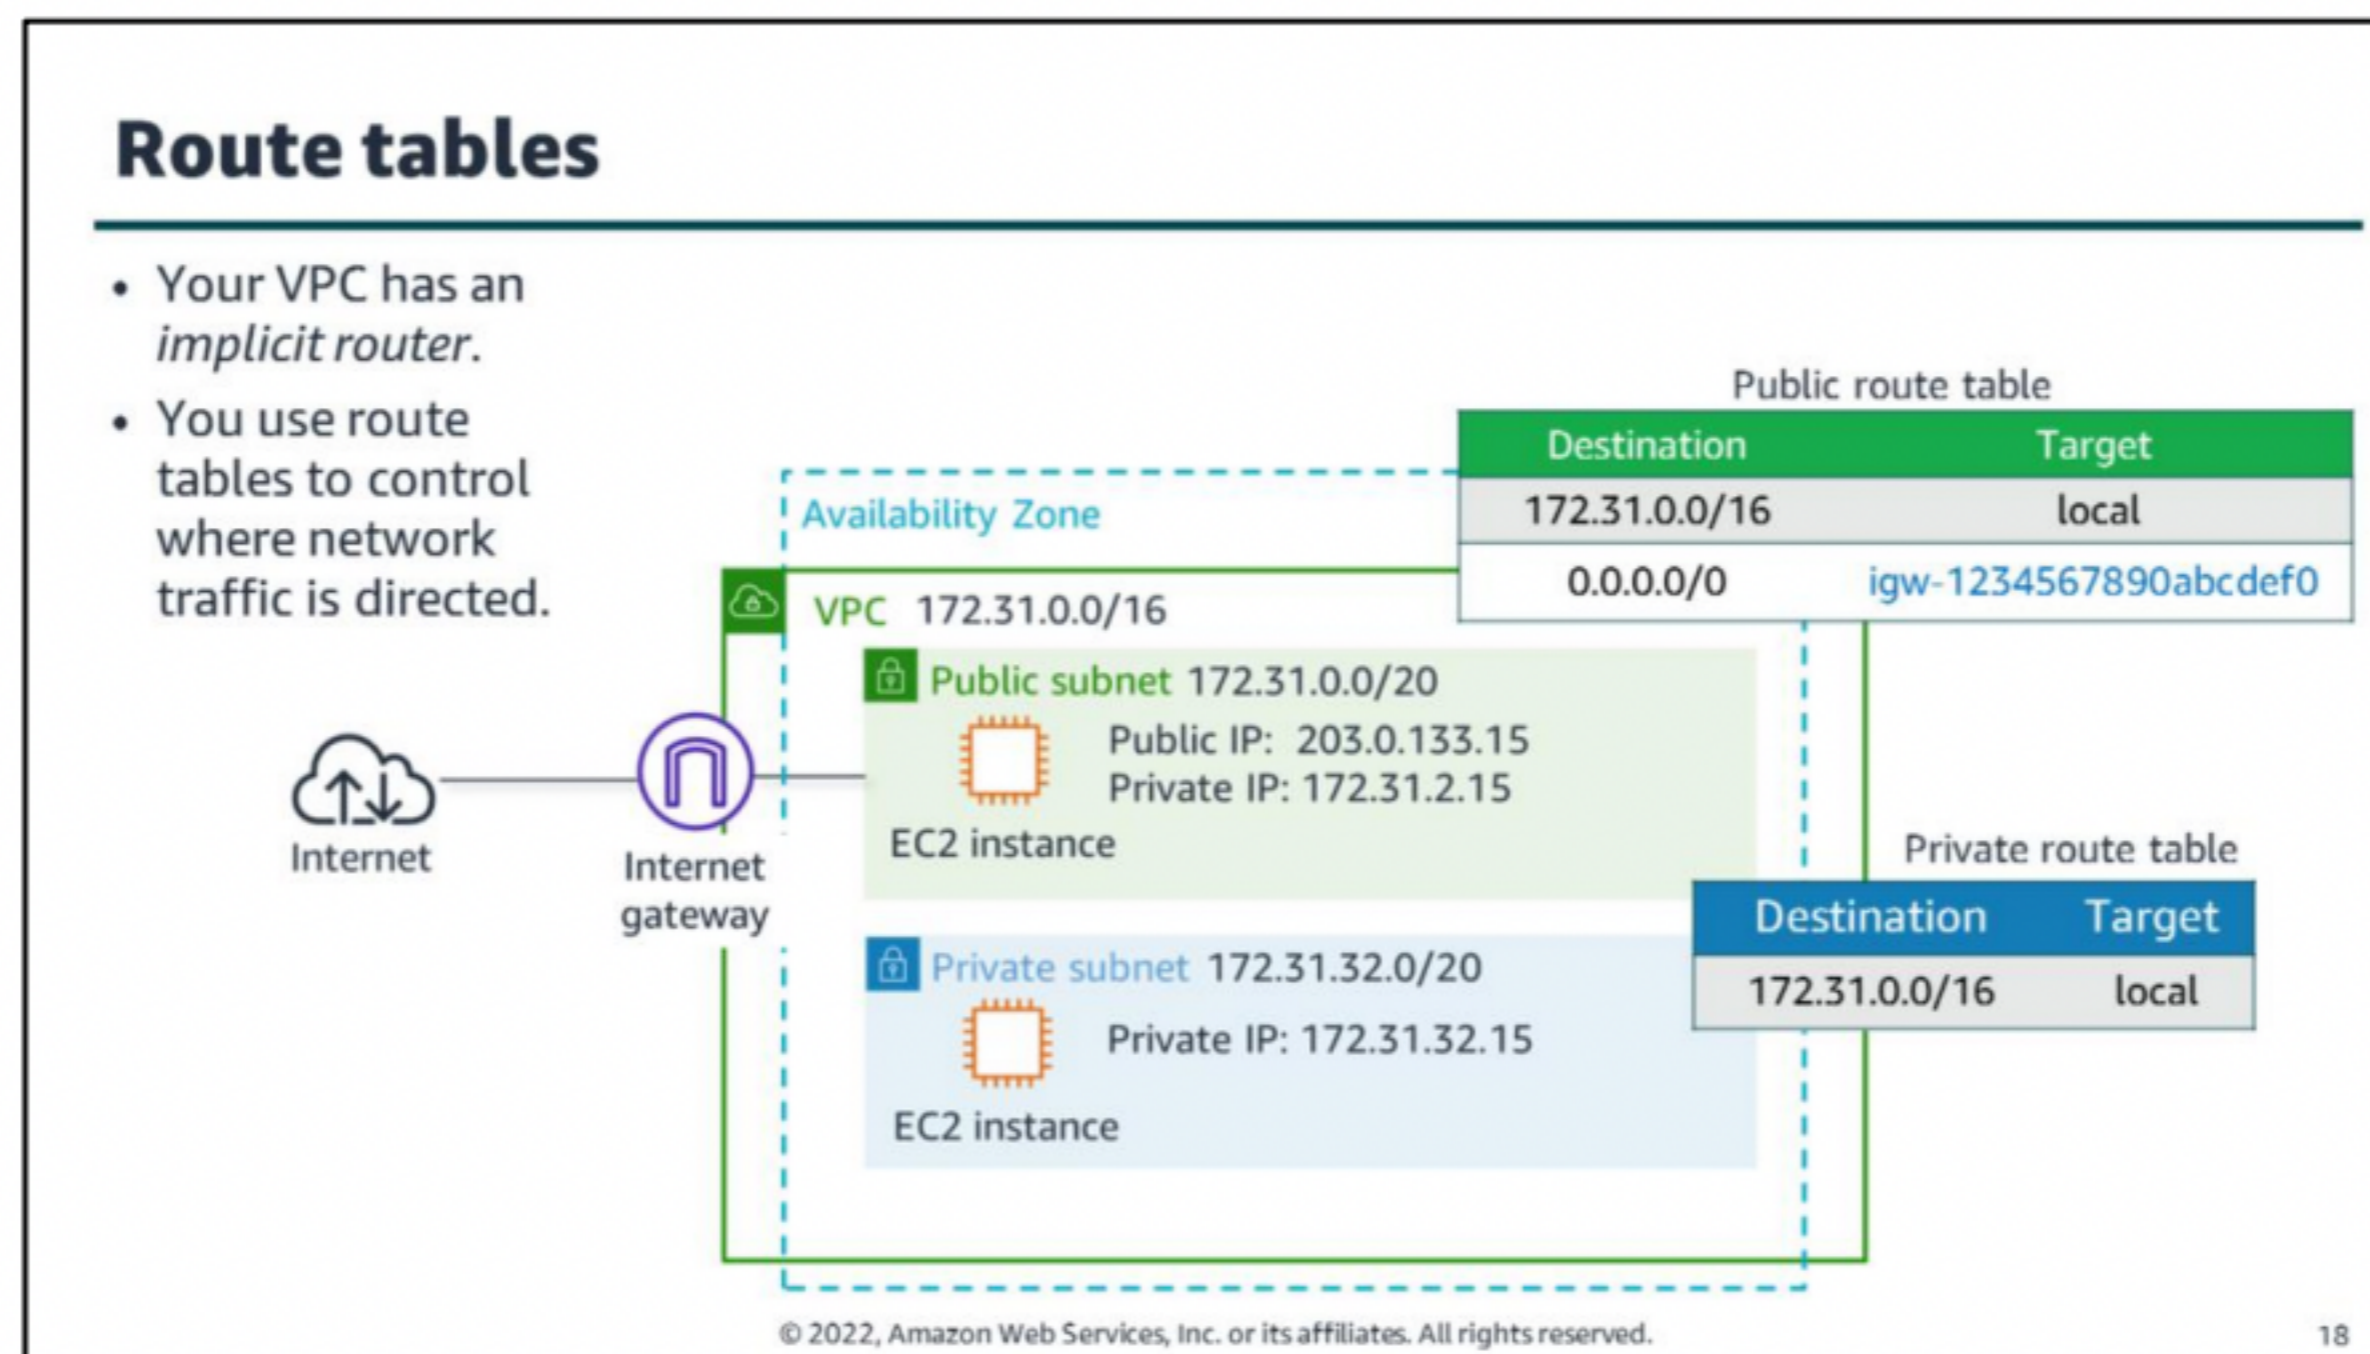 Route tables
• Your VPC has an
implicit router.
• You use route
tables to control
where network
traffic is directed.
Public route table
Destination Target
172.31.0.0/16 local
0.0.0.0/0 igw-1234567890abcdef0
Availability Zone
VPC 172.31.0.0/16
Public subnet 172.31.0.0/20
Public IP: 203.0.133.15
Private IP: 172.31.2.15
EC2 instance
Internet
Internet
gateway
Private route table
Destination Target
172.31.0.0/16 local
Private subnet 172.31.32.0/20
Private IP: 172.31.32.15
EC2 instance
© 2022, Amazon Web Services, Inc. or its affiliates. All rights reserved.
18